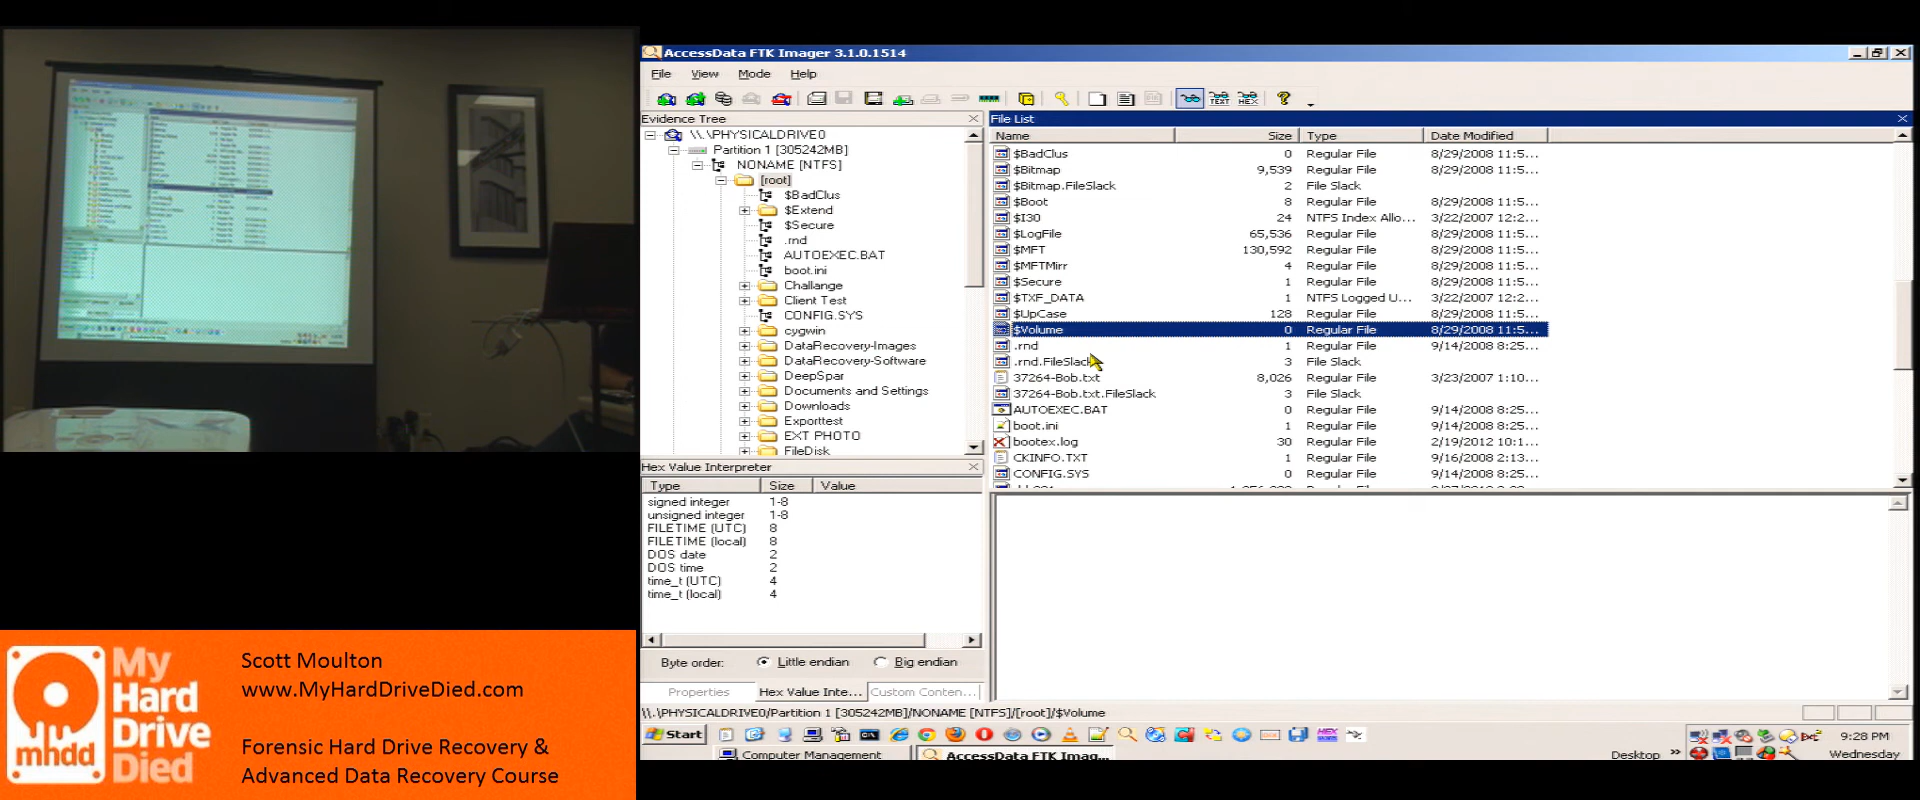 AccessData FTK Imager 3.1.0.1514
File View Mode Help
Evidence Tree
\\.\PHYSICALDRIVE0
Partition 1 [305242MB]
NONAME [NTFS]
[root]
$BadClus
$Extend
$Secure
.rnd
AUTOEXEC.BAT
boot.ini
Challange
Client Test
CONFIG.SYS
cygwin
DataRecovery-Images
DataRecovery-Software
DeepSpar
Documents and Settings
Downloads
Exporttest
EXT PHOTO
FileDisk
File List
Name Size Type Date Modified
$BadClus 0 Regular File 8/29/2008 11:5...
$Bitmap 9,539 Regular File 8/29/2008 11:5...
$Bitmap.FileSlack 2 File Slack
$Boot 8 Regular File 8/29/2008 11:5...
$I30 24 NTFS Index Allo... 3/22/2007 12:2...
$LogFile 65,536 Regular File 8/29/2008 11:5...
$MFT 130,592 Regular File 8/29/2008 11:5...
$MFTMirr 4 Regular File 8/29/2008 11:5...
$Secure 1 Regular File 8/29/2008 11:5...
$TXF_DATA 1 NTFS Logged U... 3/22/2007 12:2...
$UpCase 128 Regular File 8/29/2008 11:5...
$Volume 0 Regular File 8/29/2008 11:5...
.rnd 1 Regular File 9/14/2008 8:25...
.rnd.FileSlack 3 File Slack
37264-Bob.txt 8,026 Regular File 3/23/2007 1:10...
37264-Bob.txt.FileSlack 3 File Slack
AUTOEXEC.BAT 0 Regular File 9/14/2008 8:25...
boot.ini 1 Regular File 9/14/2008 8:25...
bootex.log 30 Regular File 2/19/2012 10:1...
CKINFO.TXT 1 Regular File 9/16/2008 2:13...
CONFIG.SYS 0 Regular File 9/14/2008 8:25...
Hex Value Interpreter
Type Size Value
signed integer 1-8
unsigned integer 1-8
FILETIME (UTC) 8
FILETIME (local) 8
DOS date 2
DOS time 2
time_t (UTC) 4
time_t (local) 4
Byte order: Little endian Big endian
Properties Hex Value Inte... Custom Conten...
\\.\PHYSICALDRIVE0/Partition 1 [305242MB]/NONAME [NTFS]/[root]/$Volume
Start
9:28 PM
Computer Management
AccessData FTK Imag...
Desktop »
Wednesday
My
Hard
Drive
Died
mhdd
Scott Moulton
www.MyHardDriveDied.com
Forensic Hard Drive Recovery &
Advanced Data Recovery Course